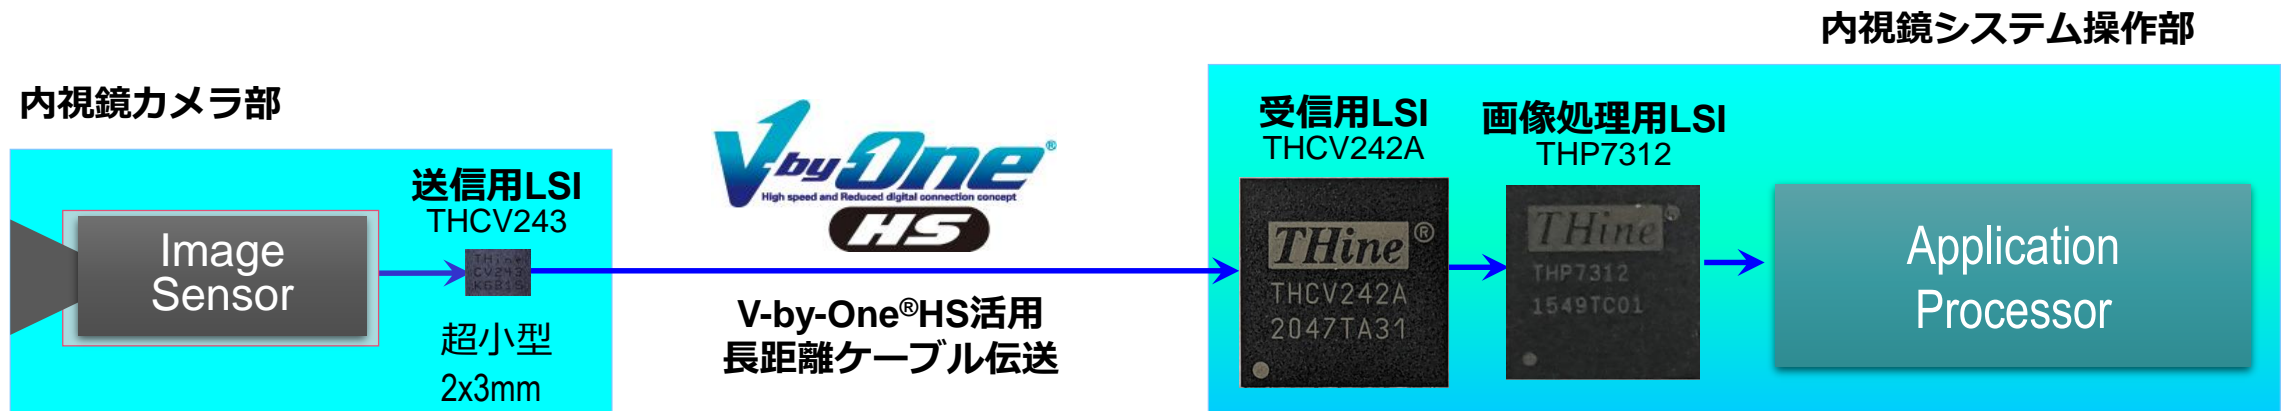 内視鏡システム操作部
内視鏡カメラ部
送信用LSI
THCV243
Image
Sensor
THine
CV243
超小型
2x3mm
V-by-One®
High speed and Reduced digital connection concept
HS
V-by-One®HS活用
長距離ケーブル伝送
受信用LSI
THCV242A
THine®
THCV242A
2047TA31
画像処理用LSI
THP7312
THine®
THP7312
1549TC01
Application
Processor